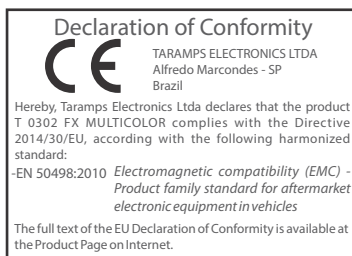 Declaration of Conformity
CE
TARAMPS ELECTRONICS LTDA
Alfredo Marcondes - SP
Brazil
Hereby, Taramps Electronics Ltda declares that the product
T 0302 FX MULTICOLOR complies with the Directive
2014/30/EU, according with the following harmonized
standard:
-EN 50498:2010 Electromagnetic compatibility (EMC) -
Product family standard for aftermarket
electronic equipment in vehicles
The full text of the EU Declaration of Conformity is available at
the Product Page on Internet.